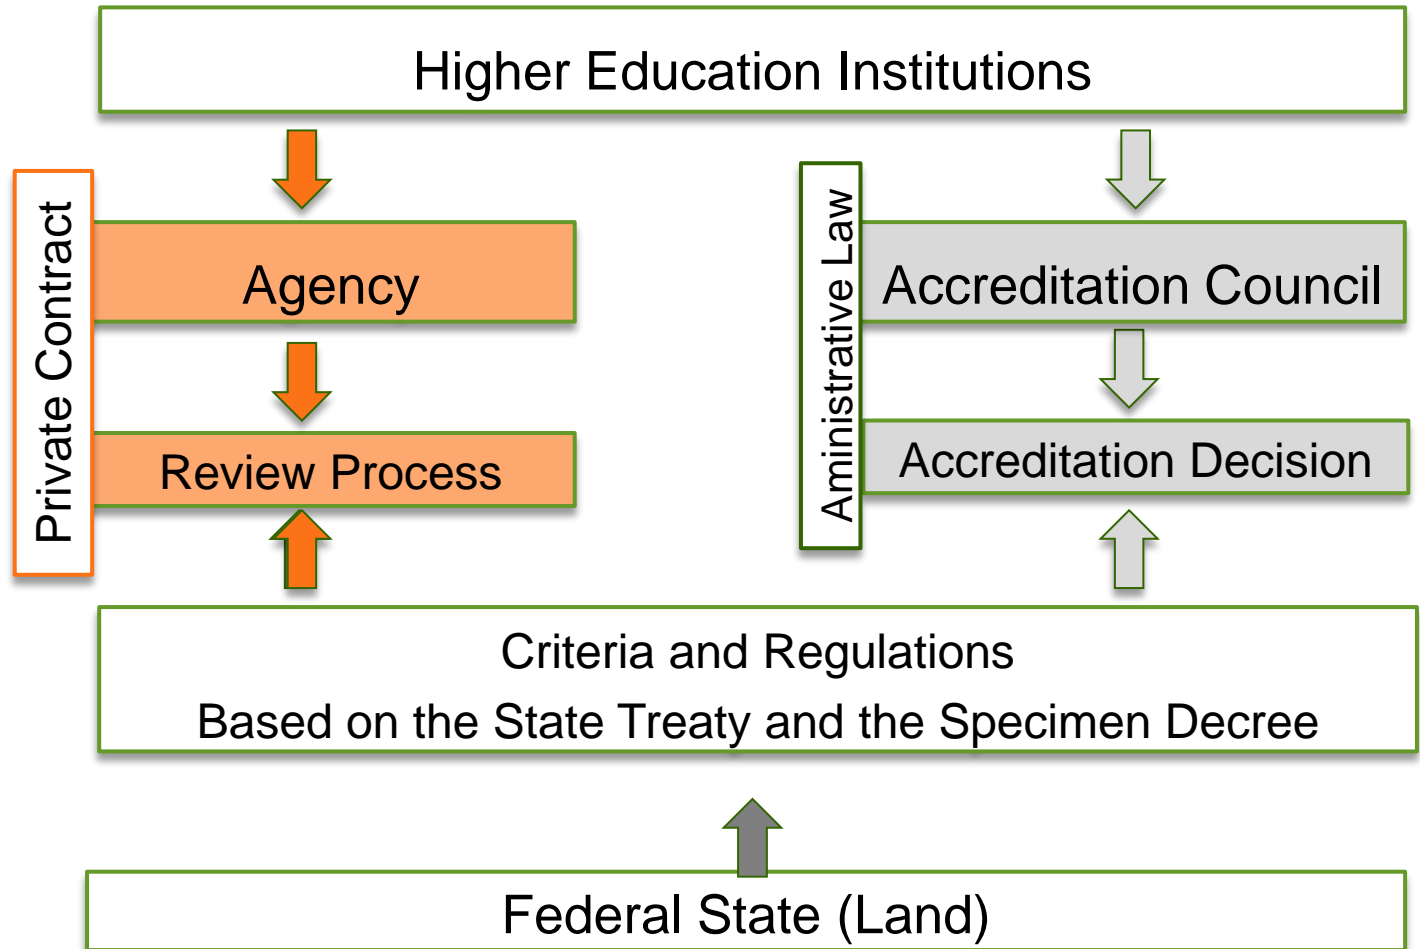 Higher Education Institutions
Private Contract
Agency
Review Process
Aministrative Law
Accreditation Council
Accreditation Decision
Criteria and Regulations
Based on the State Treaty and the Specimen Decree
Federal State (Land)